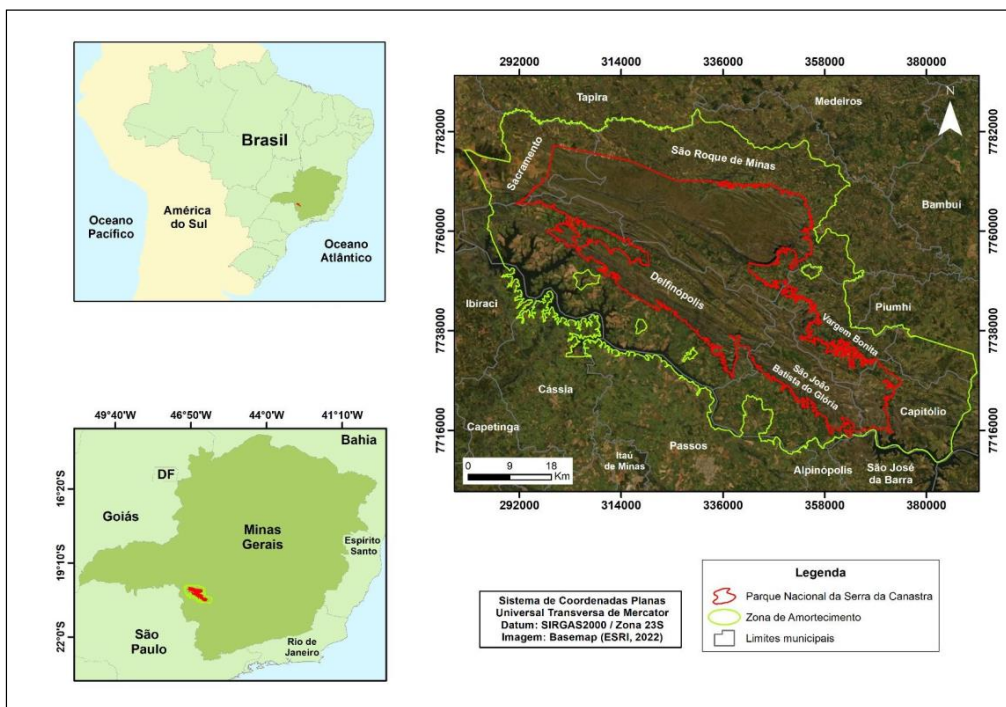 Brasil
Oceano
Pacífico
América
do Sul
Oceano
Atlântico
49°40'W 46°50'W 44°0'W 41°10'W
16°20'S
19°10'S
22°0'S
Bahia
DF
Goiás
Minas
Gerais
Espírito
Santo
São
Paulo
Rio de
Janeiro
292000 314000 336000 358000 380000
7782000
7760000
7738000
7716000
N
Tapira
Medeiros
Sacramento
São Roque de Minas
Bambuí
Delfinópolis
Ibiraci
Piumhi
Vargem Bonita
Cássia
São João
Batista do Glória
Capitólio
Capetinga
Passos
Itaú
de Minas
Alpinópolis
São José
da Barra
0 9 18
Km
292000 314000 336000 358000 380000
Sistema de Coordenadas Planas
Universal Transversa de Mercator
Datum: SIRGAS2000 / Zona 23S
Imagem: Basemap (ESRI, 2022)
Legenda
Parque Nacional da Serra da Canastra
Zona de Amortecimento
Limites municipais